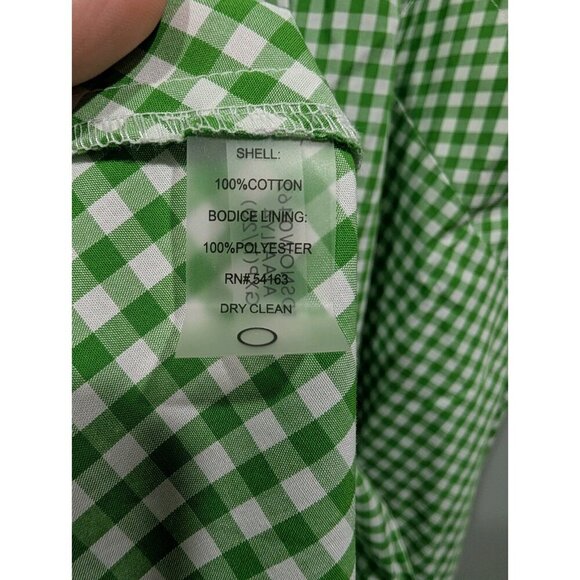 SHELL:
100%COTTON
BODICE LINING:
100%POLYESTER
RN# 54163
DRY CLEAN